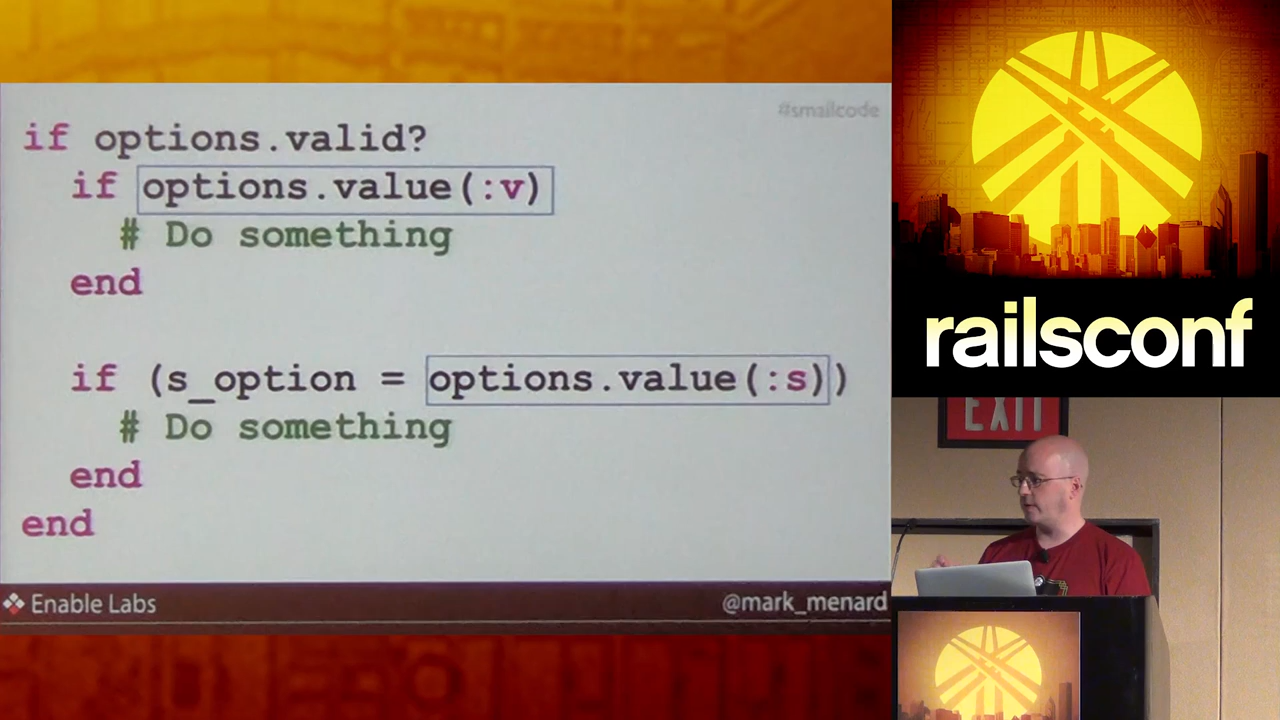 #smallcode
if options.valid?
if options.value(:v)
# Do something
end
if (s_option = options.value(:s))
# Do something
end
end
Enable Labs
@mark_menard
railsconf
EXIT